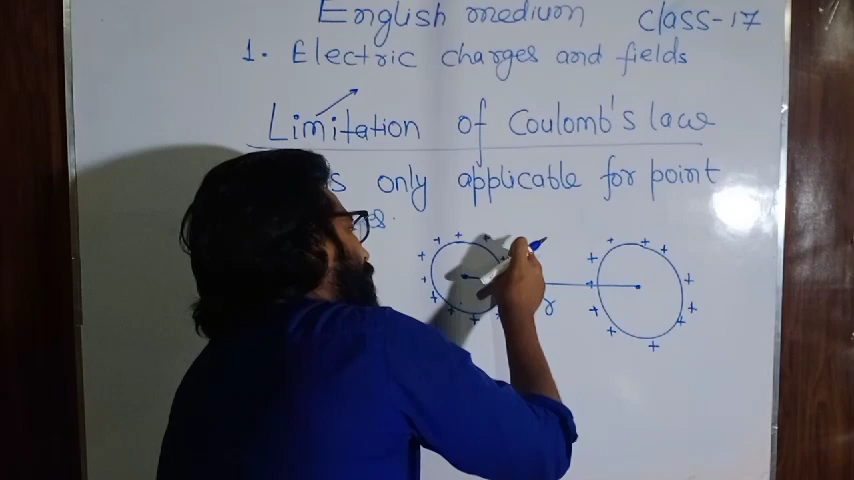 English medium class-17
1. Electric charges and fields
Limitation of Coulomb's law
only applicable for point
r